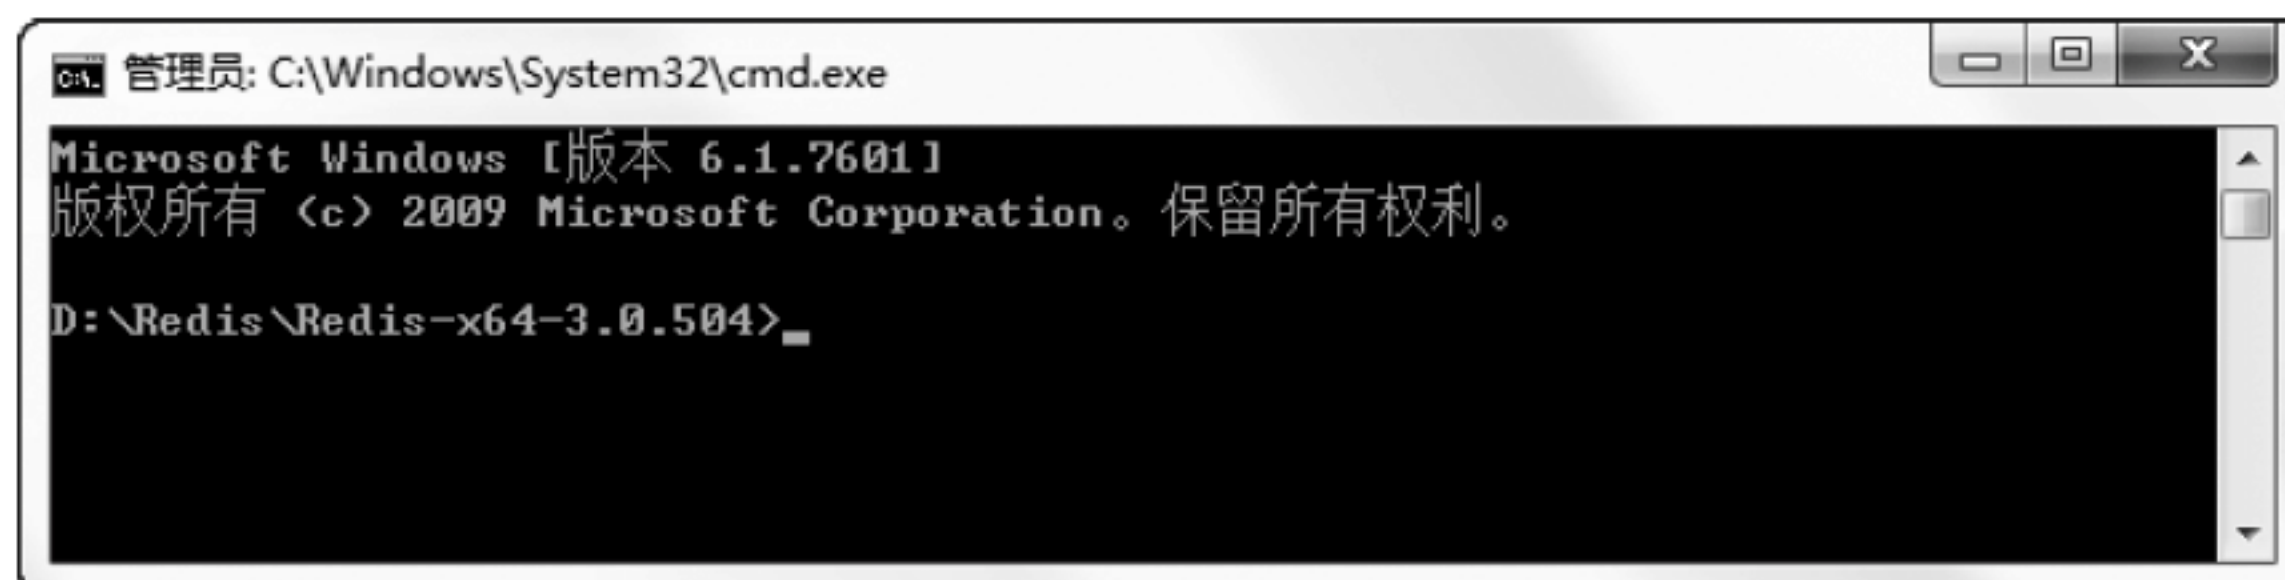 管理员: C:\Windows\System32\cmd.exe
Microsoft Windows [版本 6.1.7601]
版权所有 (c) 2009 Microsoft Corporation。保留所有权利。
D:\Redis\Redis-x64-3.0.504>_